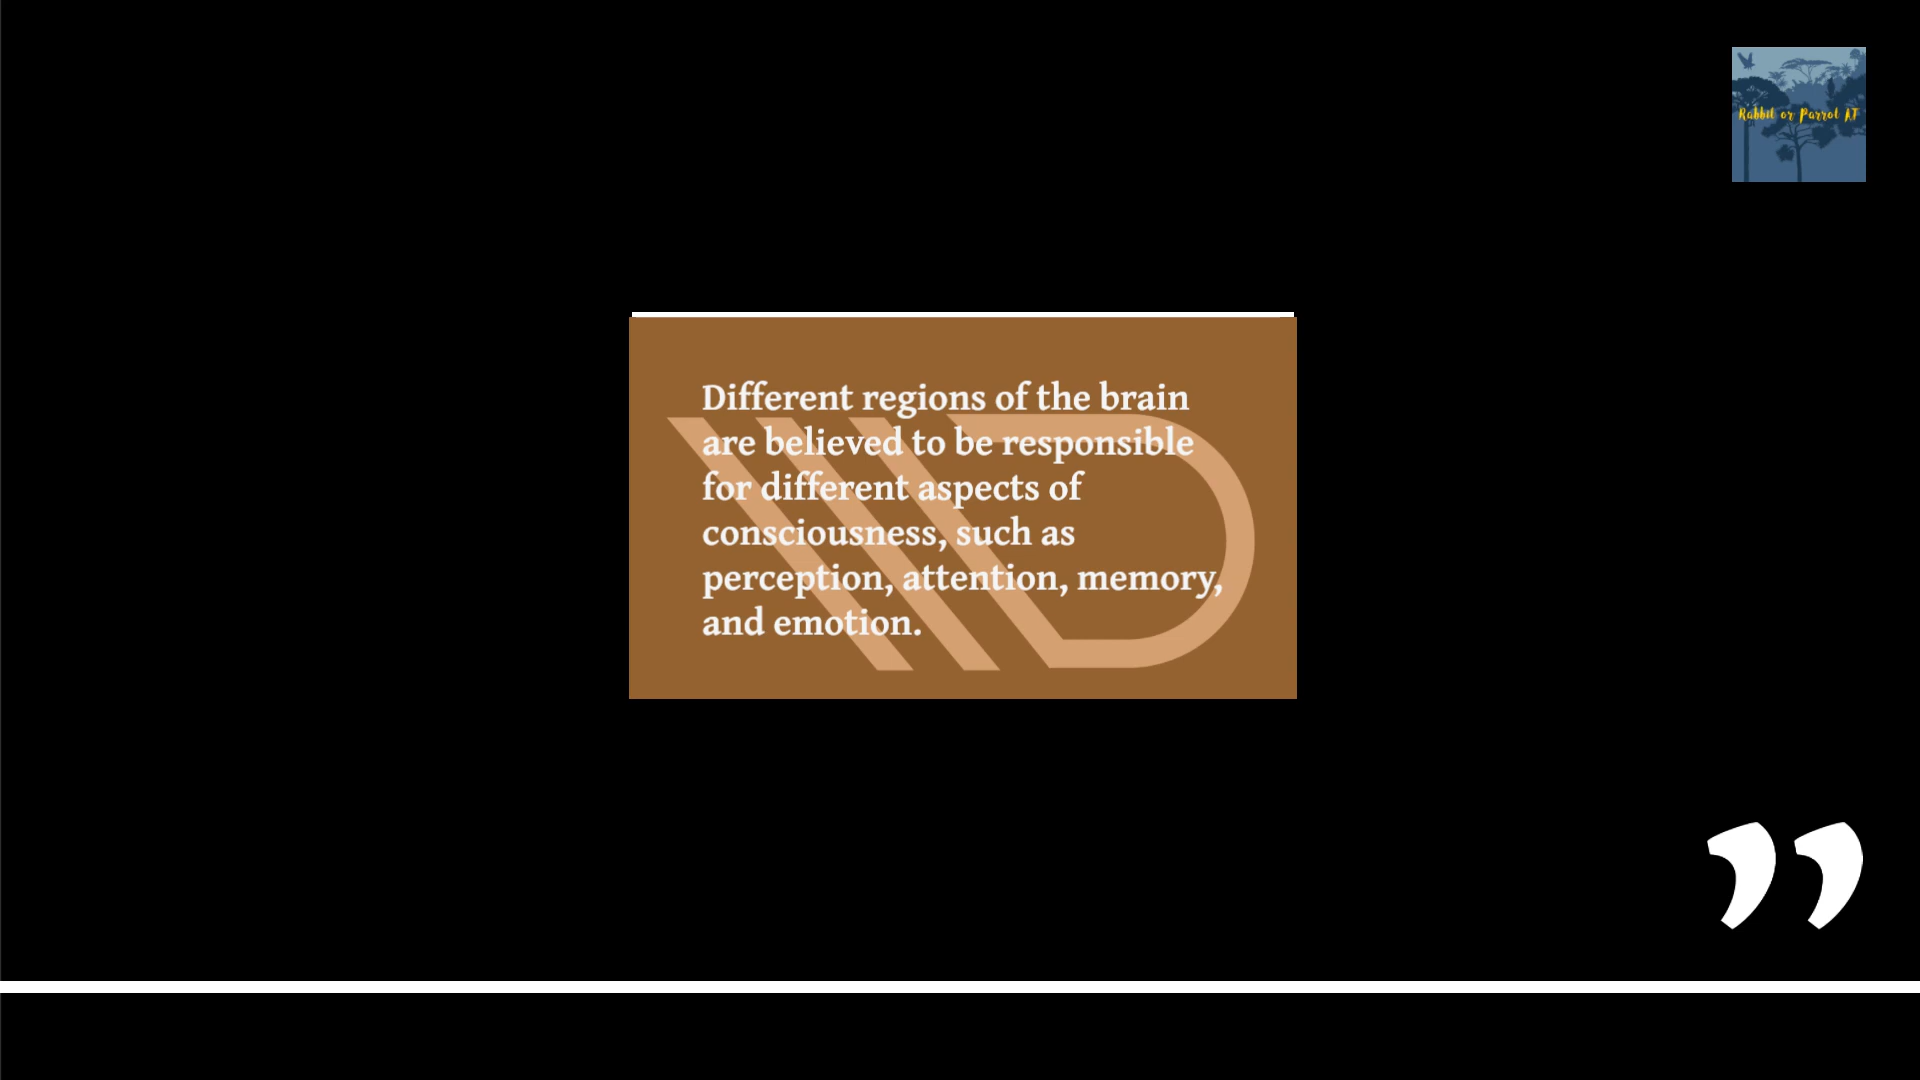 Rabbit or Parrot AT
Different regions of the brain
are believed to be responsible
for different aspects of
consciousness, such as
perception, attention, memory,
and emotion.
”